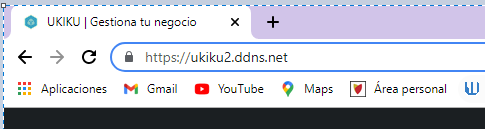 UKIKU | Gestiona tu negocio
https://ukiku2.ddns.net
Aplicaciones Gmail YouTube Maps Área personal